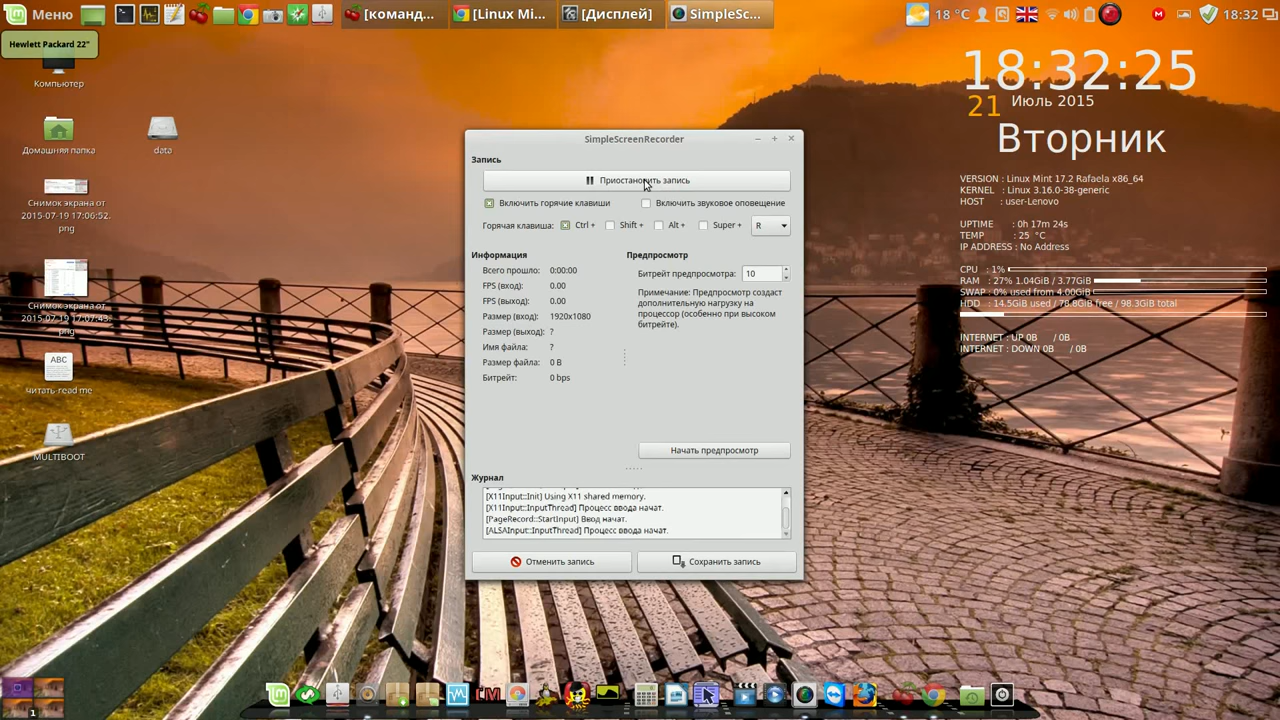 Меню
[команд...
[Linux Mi...
[Дисплей]
SimpleSc...
18 °C
18:32
Hewlett Packard 22"
Компьютер
Домашняя папка
data
Снимок экрана от
2015-07-19 17:06:52.
png
Снимок экрана от
2015-07-19 17:07:43.
png
ABC
читать-read me
MULTIBOOT
SimpleScreenRecorder
Запись
Приостановить запись
Включить горячие клавиши
Включить звуковое оповещение
Горячая клавиша: Ctrl + Shift + Alt + Super + R
Информация
Всего прошло: 0:00:00
FPS (вход): 0.00
FPS (выход): 0.00
Размер (вход): 1920x1080
Размер (выход): ?
Имя файла: ?
Размер файла: 0 B
Битрейт: 0 bps
Предпросмотр
Битрейт предпросмотра: 10
Примечание: Предпросмотр создаст
дополнительную нагрузку на
процессор (особенно при высоком
битрейте).
Начать предпросмотр
Журнал
[X11Input::Init] Using X11 shared memory.
[X11Input::InputThread] Процесс ввода начат.
[PageRecord::StartInput] Ввод начат.
[ALSAInput::InputThread] Процесс ввода начат.
Отменить запись
Сохранить запись
18:32:25
21 Июль 2015
Вторник
VERSION : Linux Mint 17.2 Rafaela x86_64
KERNEL : Linux 3.16.0-38-generic
HOST : user-Lenovo
UPTIME : 0h 17m 24s
TEMP : 25 °C
IP ADDRESS : No Address
CPU : 1%
RAM : 27% 1.04GiB / 3.77GiB
SWAP : 0% used from 4.00GiB
HDD : 14.5GiB used / 78.8GiB free / 98.3GiB total
INTERNET : UP 0B / 0B
INTERNET : DOWN 0B / 0B
1